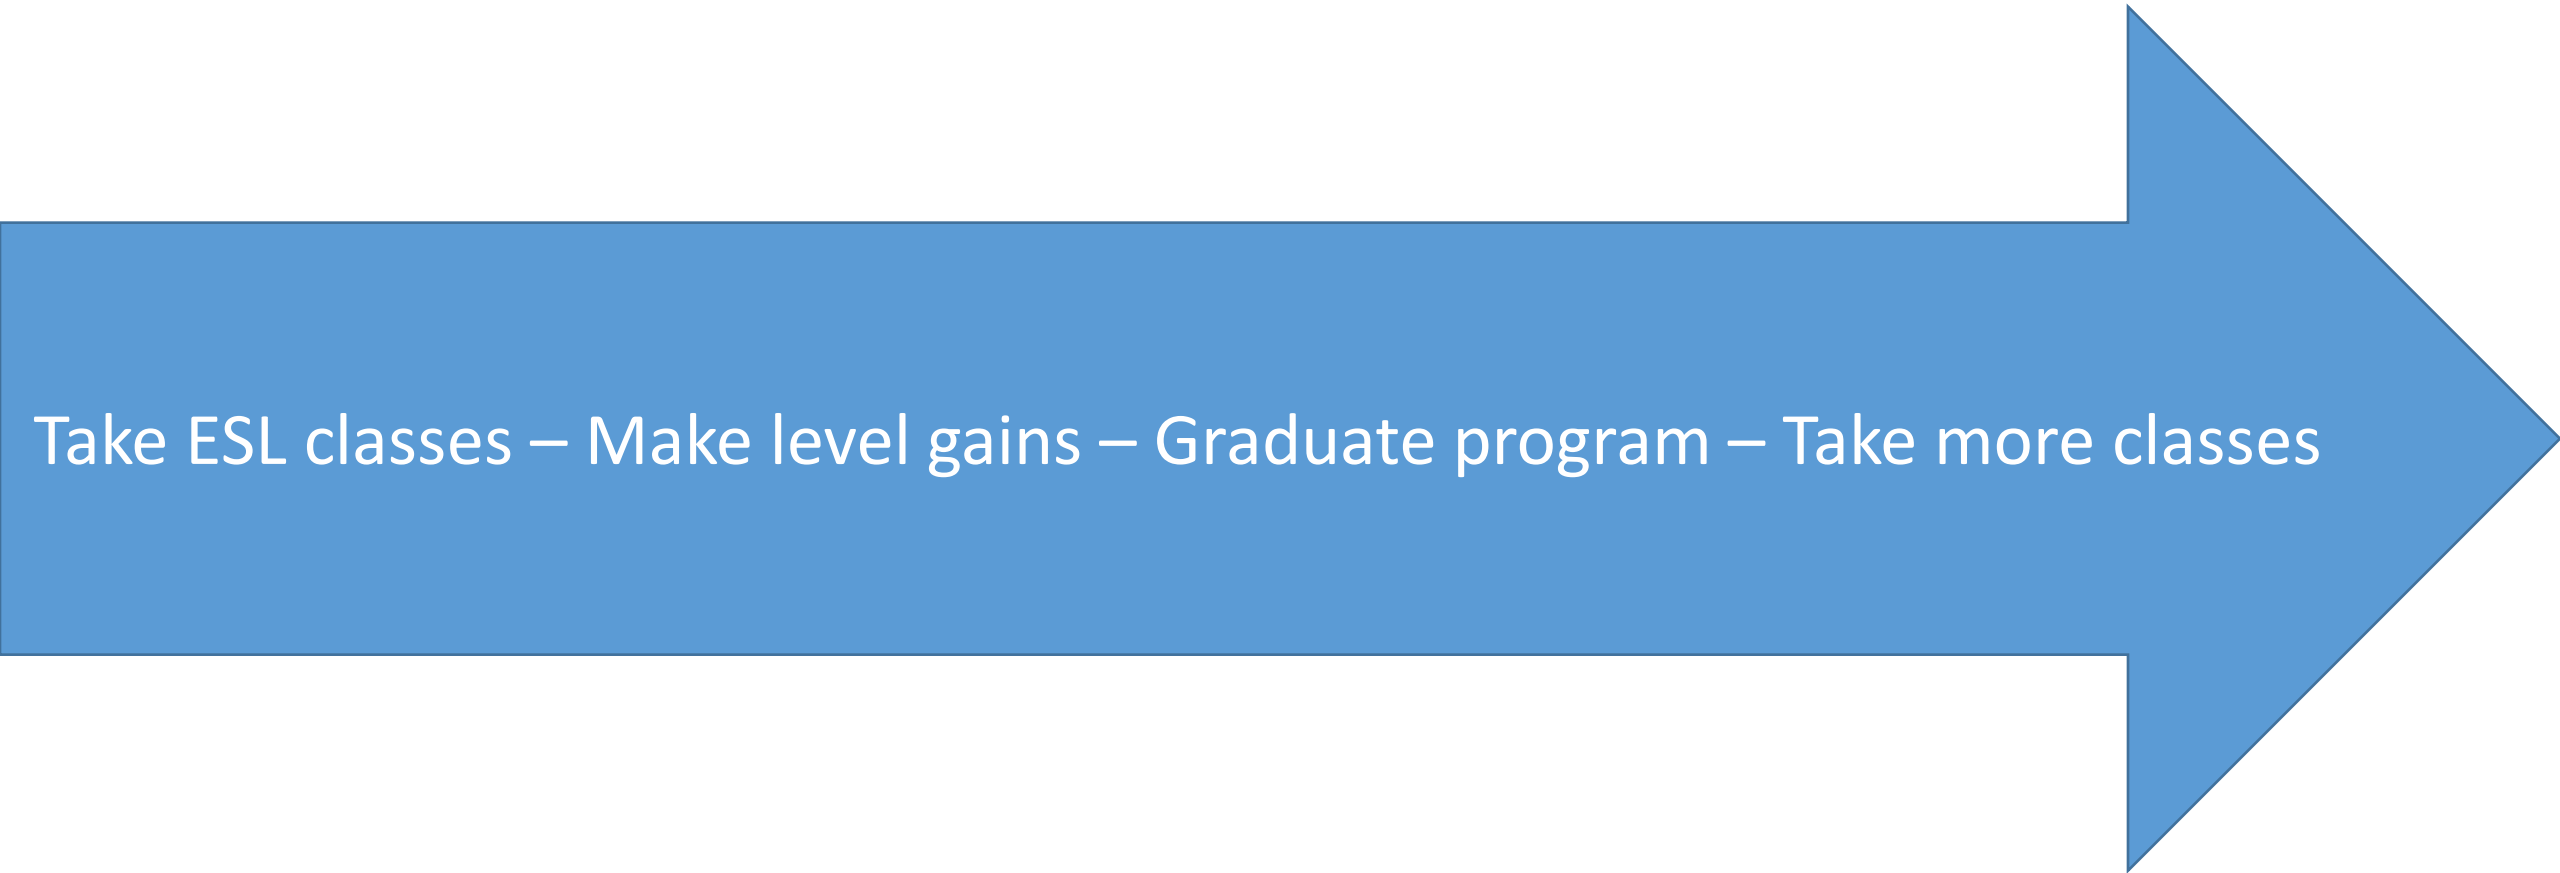 Take ESL classes – Make level gains – Graduate program – Take more classes